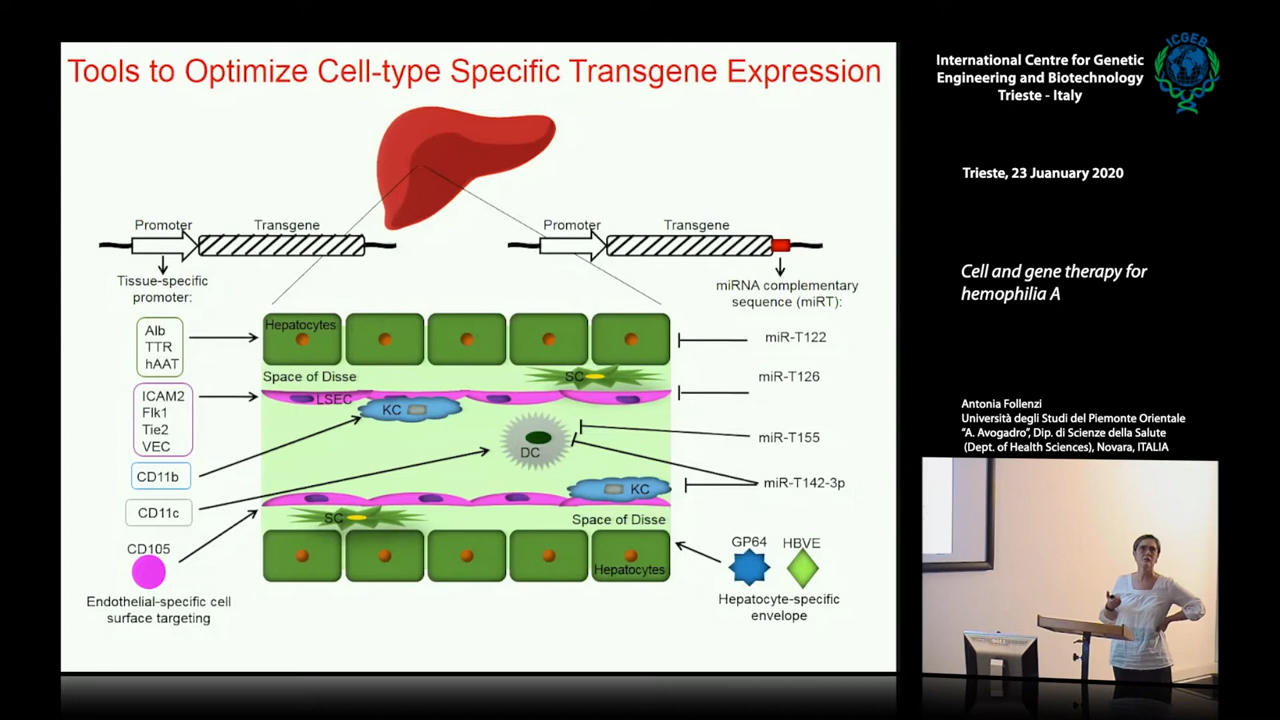 Tools to Optimize Cell-type Specific Transgene Expression
Promoter
Transgene
Promoter
Transgene
Tissue-specific
promoter:
miRNA complementary
sequence (miRT):
Alb
TTR
hAAT
ICAM2
Flk1
Tie2
VEC
CD11b
CD11c
CD105
Endothelial-specific cell
surface targeting
Hepatocytes
Space of Disse
SC
LSEC
KC
DC
KC
SC
Space of Disse
Hepatocytes
miR-T122
miR-T126
miR-T155
miR-T142-3p
GP64
HBVE
Hepatocyte-specific
envelope
International Centre for Genetic
Engineering and Biotechnology
Trieste - Italy
ICGEB
Trieste, 23 Juanuary 2020
Cell and gene therapy for
hemophilia A
Antonia Follenzi
Università degli Studi del Piemonte Orientale
“A. Avogadro”, Dip. di Scienze della Salute
(Dept. of Health Sciences), Novara, ITALIA